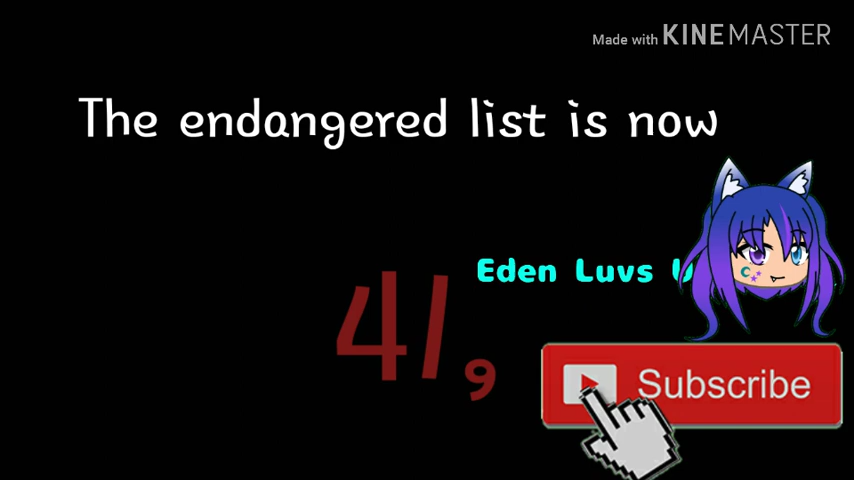 Made with KINEMASTER
The endangered list is now
Eden Luvs
41,
Subscribe